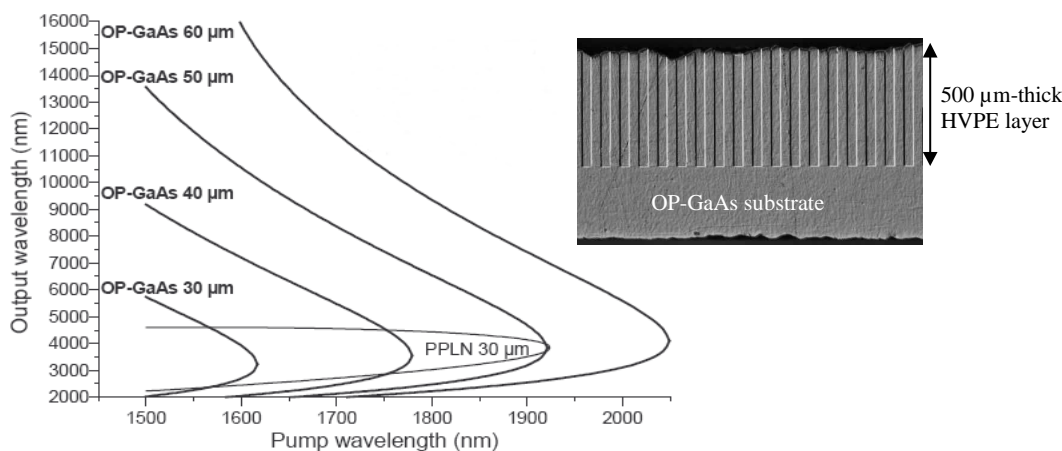 16000
15000
14000
13000
12000
11000
10000
9000
8000
7000
6000
5000
4000
3000
2000
Output wavelength (nm)
OP-GaAs 60 µm
OP-GaAs 50 µm
OP-GaAs 40 µm
OP-GaAs 30 µm
PPLN 30 µm
1500 1600 1700 1800 1900 2000
Pump wavelength (nm)
500 µm-thick
HVPE layer
OP-GaAs substrate